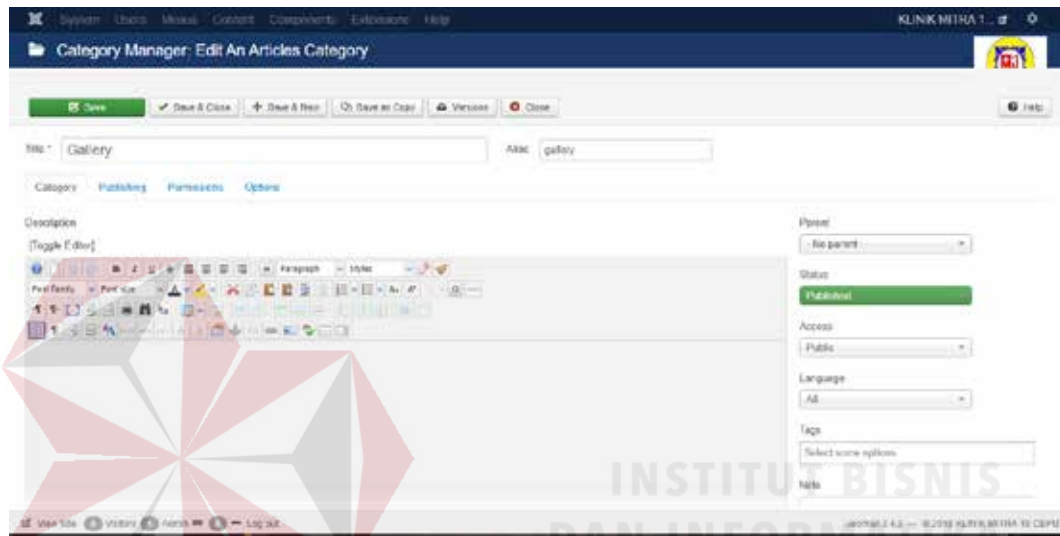 System Users Menus Content Components Extensions Help
KLINIK MITRA 1...
Category Manager: Edit An Articles Category
Save
Save & Close
Save & New
Save as Copy
Versions
Close
Help
Title *
Gallery
Alias
gallery
Category
Publishing
Permissions
Options
Description
[Toggle Editor]
Paragraph
Styles
Font Family
Font size
Parent
- No parent
Status
Published
Access
Public
Language
All
Tags
Select some options
Note
View Site
Visitors
Admin
Log out
INSTITUT BISNIS
DAN INFORMATIKA